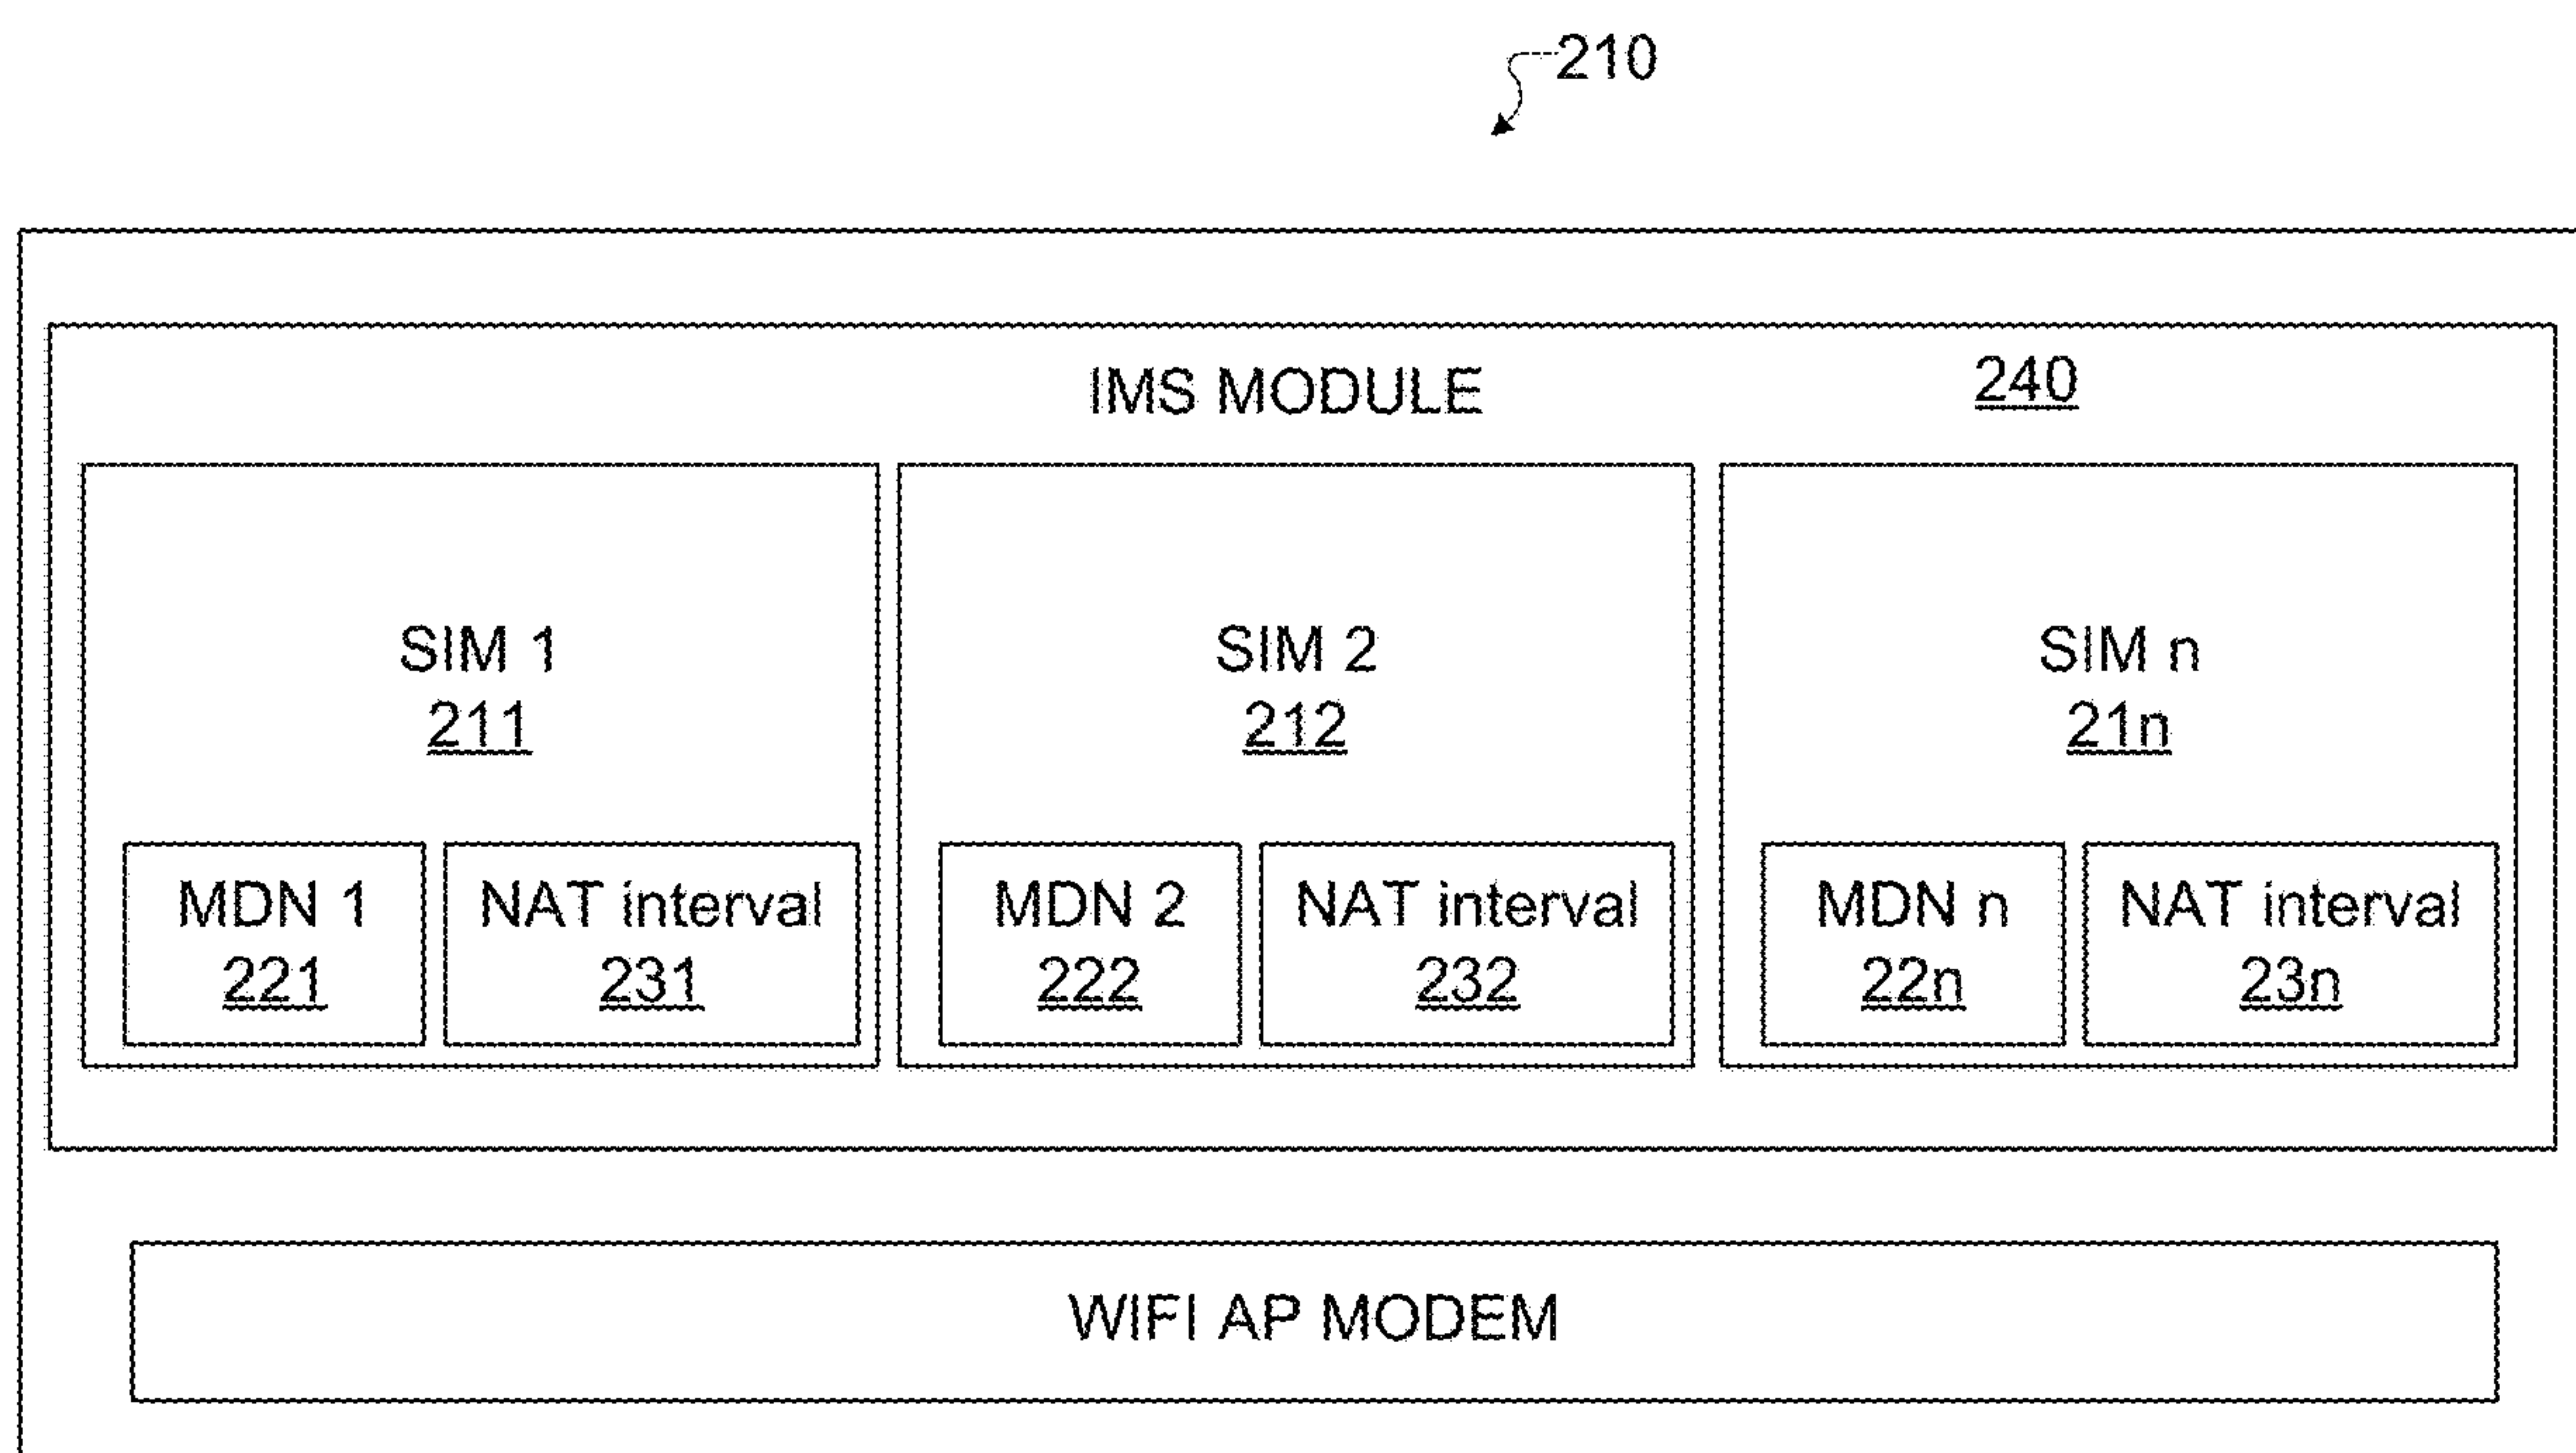 210
IMS MODULE 240
SIM 1 SIM 2 SIM n
211 212 21n
MDN 1 NAT interval MDN 2 NAT interval MDN n NAT interval
221 231 222 232 22n 23n
WIFI AP MODEM